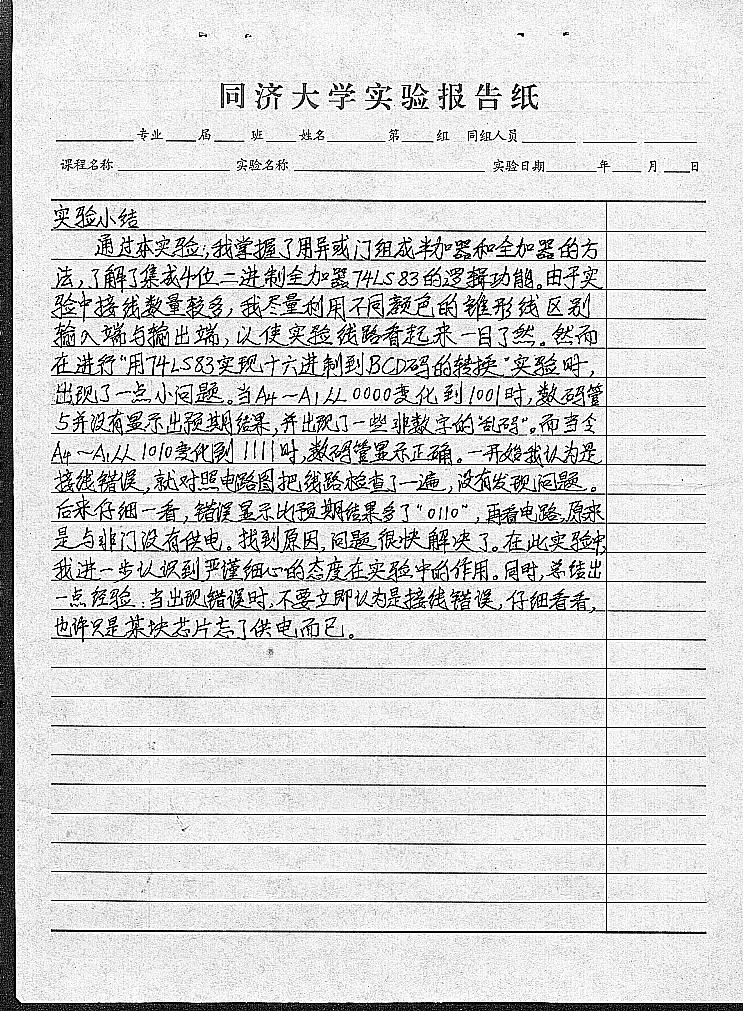 同济大学实验报告纸
专业 届 班 姓名 第 组 同组人员
课程名称 实验名称 实验日期 年 月 日
实验小结
通过本实验,我掌握了用异或门组成半加器和全加器的方
法,了解了集成4位二进制全加器74LS83的逻辑功能。由于实
验中接线数量较多,我尽量利用不同颜色的锥形线区别
输入端与输出端,以使实验线路看起来一目了然。然而
在进行“用74LS83实现十六进制到BCD码的转换”实验时,
出现了一点小问题。当A4~A1从0000变化到1001时,数码管
5并没有显示出预期结果,并出现了一些非数字的“乱码”。而当令
A4~A1从1010变化到1111时,数码管显示正确。一开始我认为是
接线错误,就对照电路图把线路检查了一遍,没有发现问题。
后来仔细一看,错误显示比预期结果多了“0110”,再看电路,原来
是与非门没有供电。找到原因,问题很快解决了。在此实验中,
我进一步认识到严谨细心的态度在实验中的作用。同时,总结出
一点经验:当出现错误时,不要立即认为是接线错误,仔细看看,
也许只是某块芯片忘了供电而已。